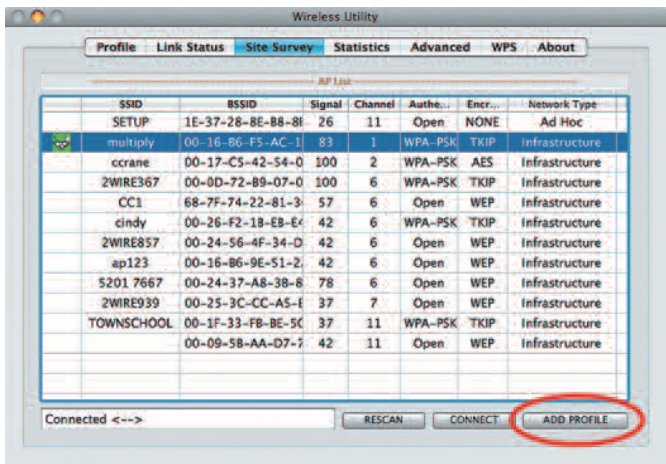 Wireless Utility
Profile Link Status Site Survey Statistics Advanced WPS About
AP List
SSID BSSID Signal Channel Authe... Encr... Network Type
SETUP 1E-37-28-8E-B8-8 26 11 Open NONE Ad Hoc
multiply 00-16-86-F5-AC-1 83 1 WPA-PSK TKIP Infrastructure
ccrane 00-17-C5-42-54-0 100 2 WPA-PSK AES Infrastructure
2WIRE367 00-0D-72-B9-07-0 100 6 WPA-PSK TKIP Infrastructure
CC1 68-7F-74-22-81-3 57 6 Open WEP Infrastructure
cindy 00-26-F2-1B-EB-E4 42 6 WPA-PSK TKIP Infrastructure
2WIRE857 00-24-56-4F-34-D 42 6 Open WEP Infrastructure
ap123 00-16-B6-9E-51-2 42 6 Open WEP Infrastructure
5201 7667 00-24-37-A8-38-8 78 6 Open WEP Infrastructure
2WIRE939 00-25-3C-CC-A5-E 37 7 Open WEP Infrastructure
TOWNSCHOOL 00-1F-33-FB-BE-5C 37 11 WPA-PSK TKIP Infrastructure
00-09-5B-AA-D7-7 42 11 Open WEP Infrastructure
Connected <--> RESCAN CONNECT ADD PROFILE